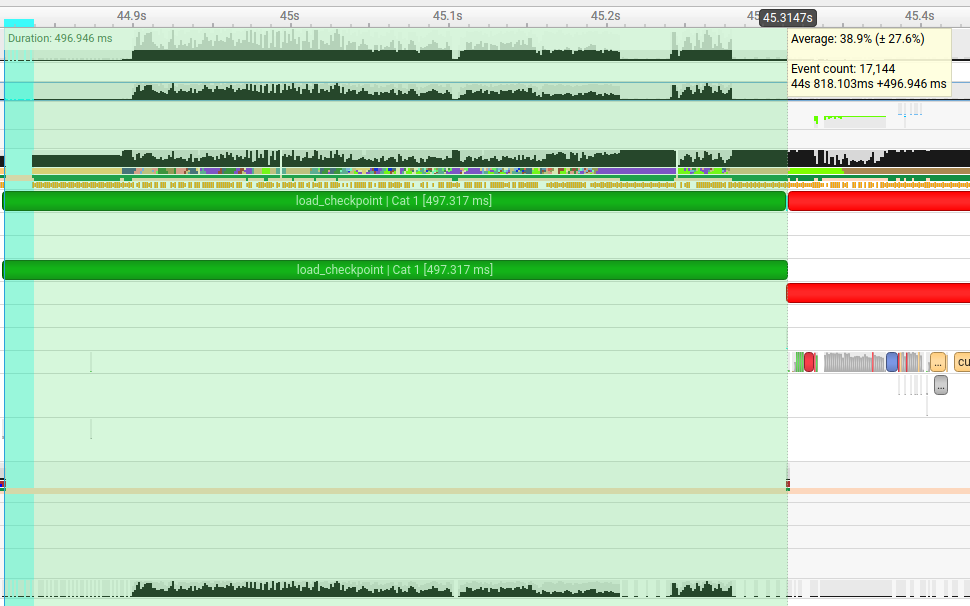 44.9s 45s 45.1s 45.2s 45.3147s 45.4s
Duration: 496.946 ms
Average: 38.9% (± 27.6%)
Event count: 17,144
44s 818.103ms +496.946 ms
load_checkpoint | Cat 1 [497.317 ms]
load_checkpoint | Cat 1 [497.317 ms]
... cu
...